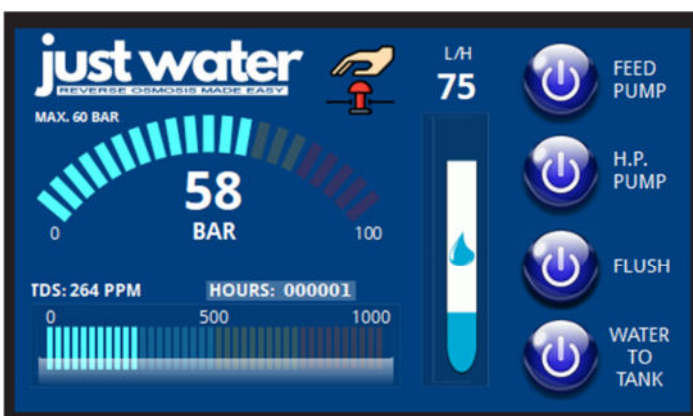 just water
REVERSE OSMOSIS MADE EASY
MAX. 60 BAR
58
BAR
0
100
TDS: 264 PPM
HOURS: 000001
0 500 1000
L/H
75
FEED
PUMP
H.P.
PUMP
FLUSH
WATER
TO
TANK